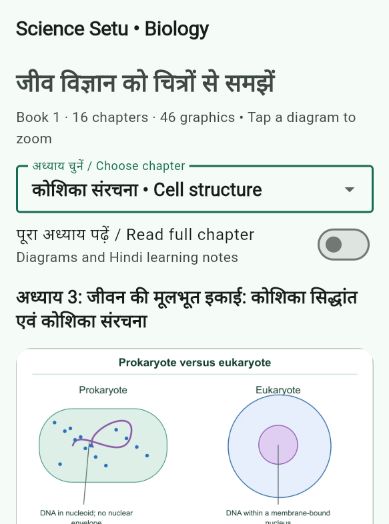 Science Setu • Biology
जीव विज्ञान को चित्रों से समझें
Book 1 · 16 chapters · 46 graphics • Tap a diagram to
zoom
अध्याय चुनें / Choose chapter
कोशिका संरचना • Cell structure
पूरा अध्याय पढ़ें / Read full chapter
Diagrams and Hindi learning notes
अध्याय 3: जीवन की मूलभूत इकाई: कोशिका सिद्धांत
एवं कोशिका संरचना
Prokaryote versus eukaryote
Prokaryote
Eukaryote
DNA in nucleoid; no nuclear
envelope
DNA within a membrane-bound
nucleus